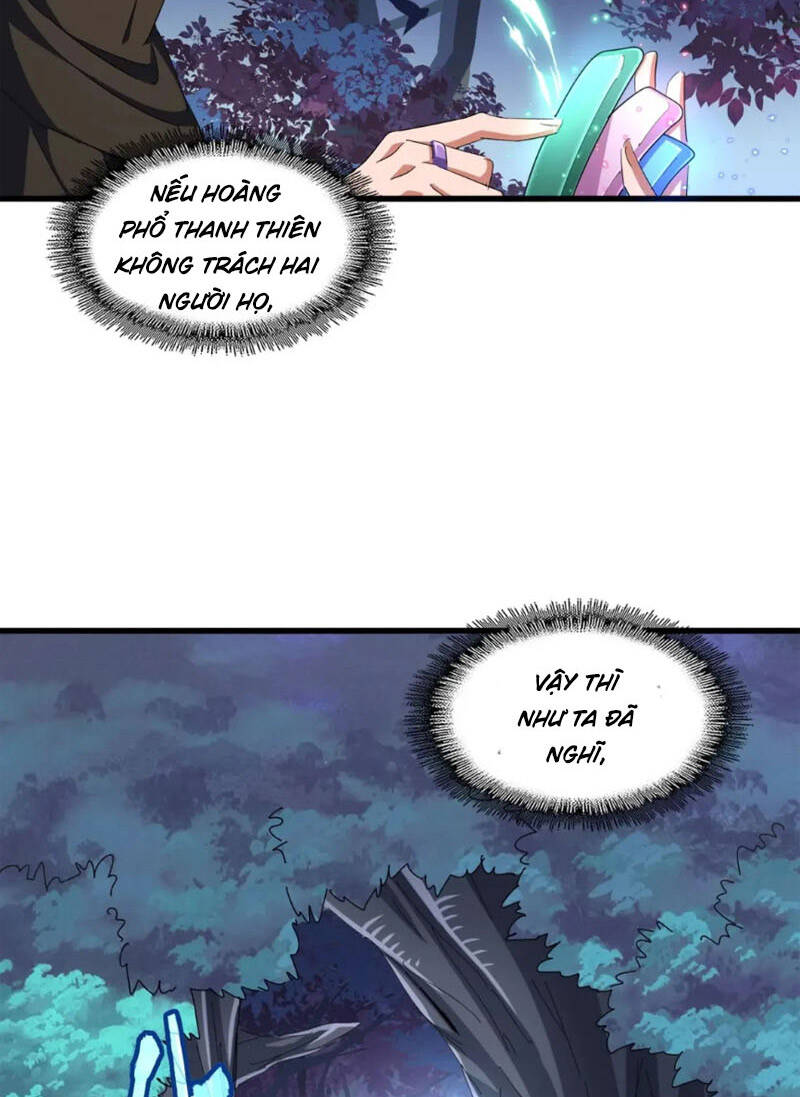 NẾU HOÀNG
PHỔ THANH THIÊN
KHÔNG TRÁCH HAI
NGƯỜI HỌ,
VẬY THÌ
NHƯ TA ĐÃ
NGHĨ,